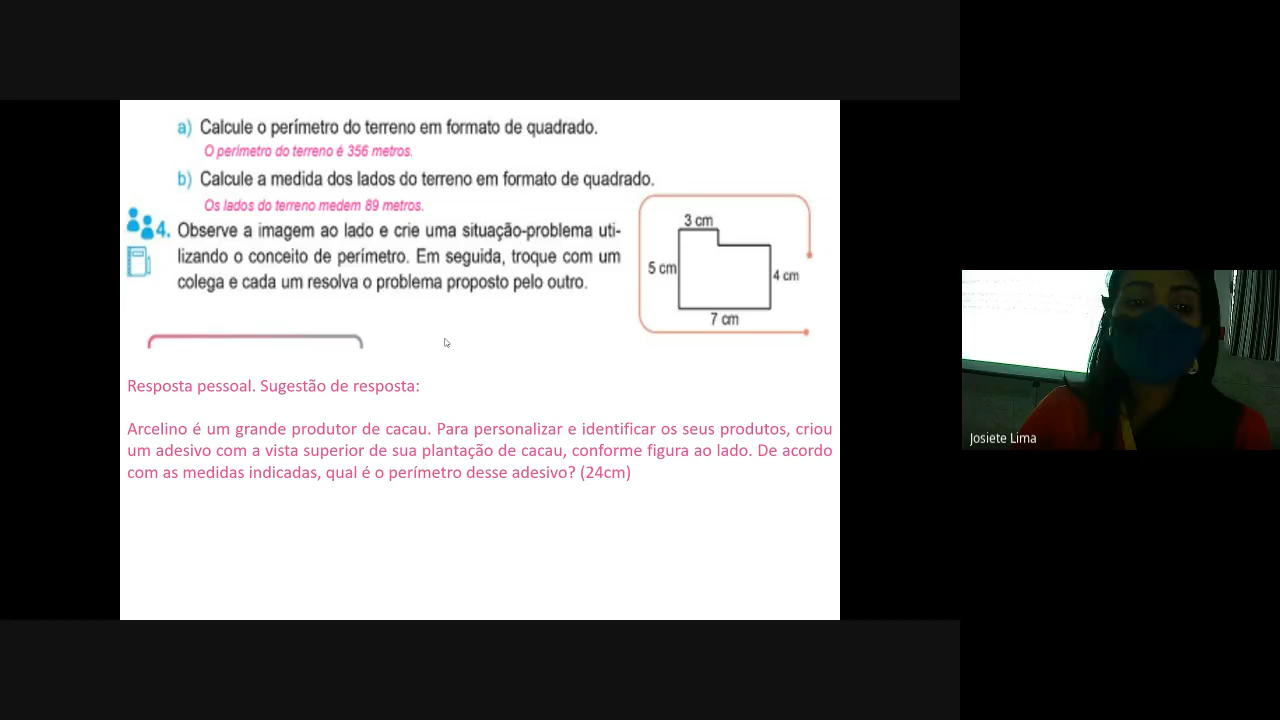 a) Calcule o perímetro do terreno em formato de quadrado.
O perímetro do terreno é 356 metros.
b) Calcule a medida dos lados do terreno em formato de quadrado.
Os lados do terreno medem 89 metros.
4. Observe a imagem ao lado e crie uma situação-problema uti-
lizando o conceito de perímetro. Em seguida, troque com um
colega e cada um resolva o problema proposto pelo outro.
3 cm
5 cm
4 cm
7 cm
Resposta pessoal. Sugestão de resposta:
Arcelino é um grande produtor de cacau. Para personalizar e identificar os seus produtos, criou
um adesivo com a vista superior de sua plantação de cacau, conforme figura ao lado. De acordo
com as medidas indicadas, qual é o perímetro desse adesivo? (24cm)
Josiete Lima